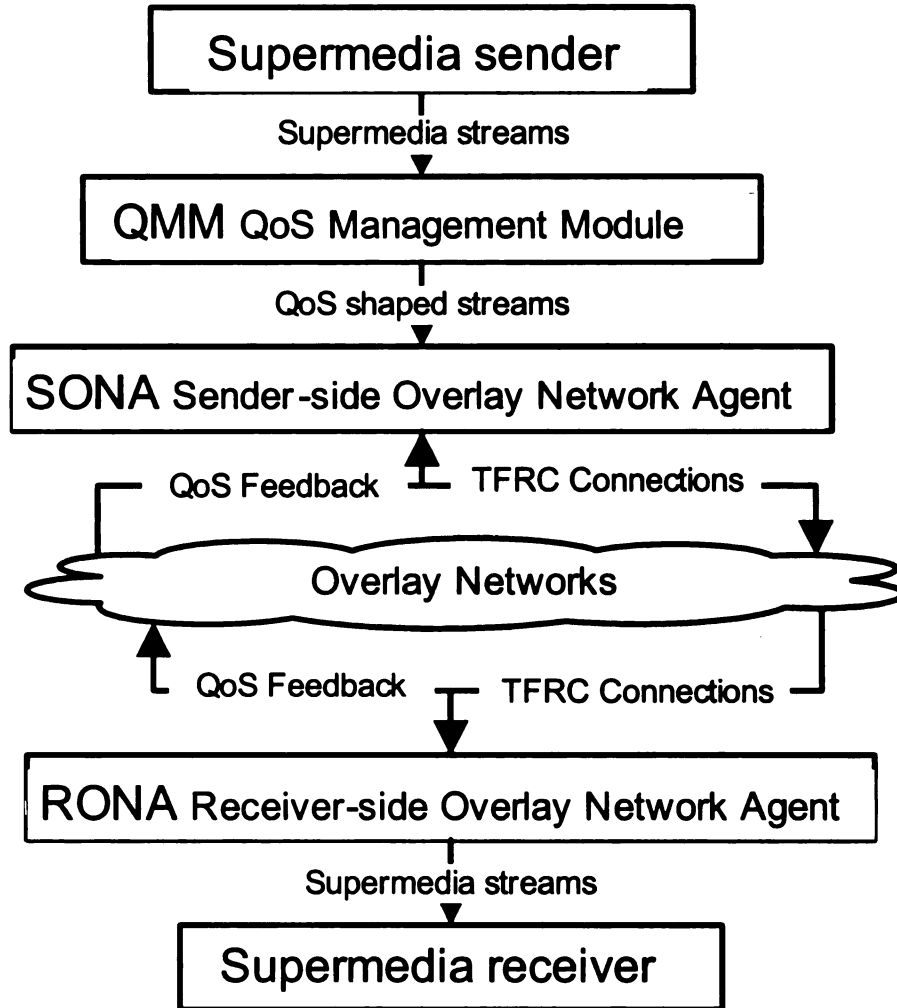 Supermedia sender
Supermedia streams
QMM QoS Management Module
QoS shaped streams
SONA Sender-side Overlay Network Agent
QoS Feedback TFRC Connections
Overlay Networks
QoS Feedback TFRC Connections
RONA Receiver-side Overlay Network Agent
Supermedia streams
Supermedia receiver